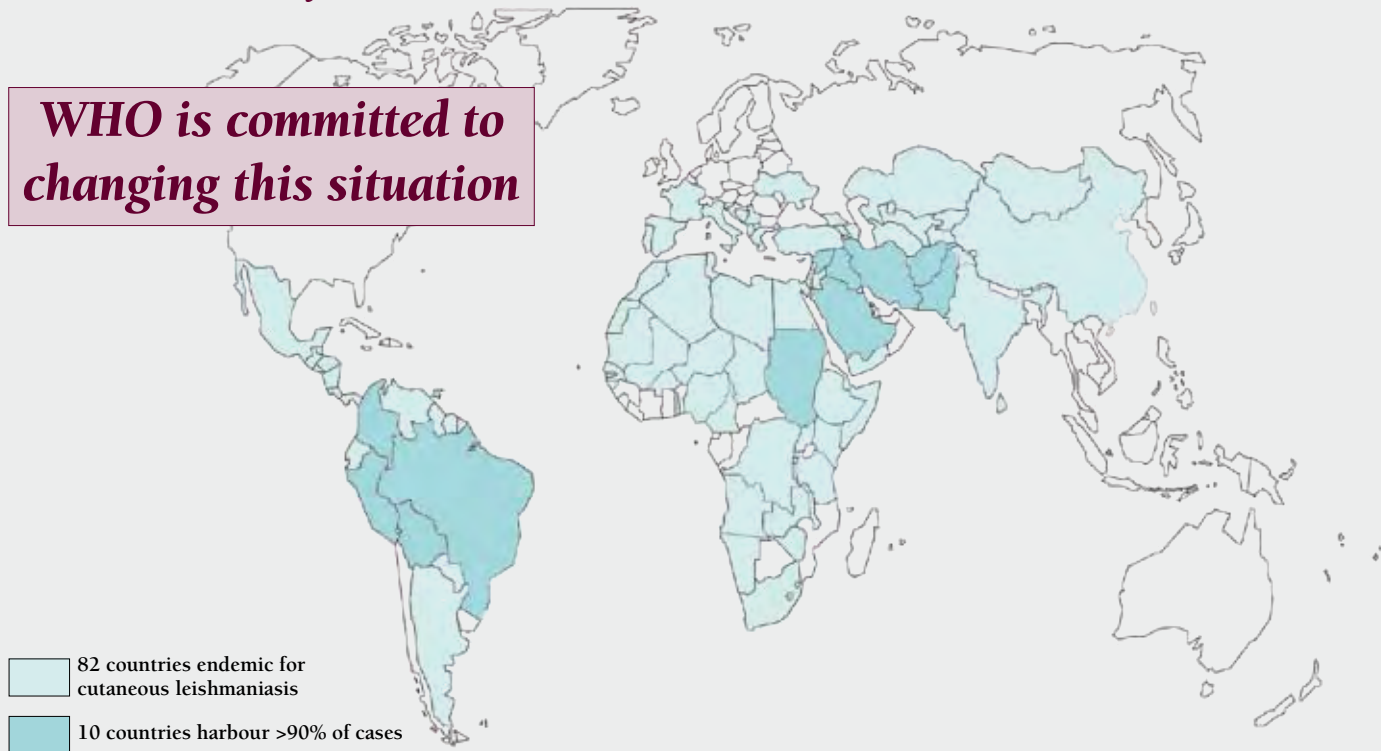 WHO is committed to
changing this situation
82 countries endemic for
cutaneous leishmaniasis
10 countries harbour >90% of cases